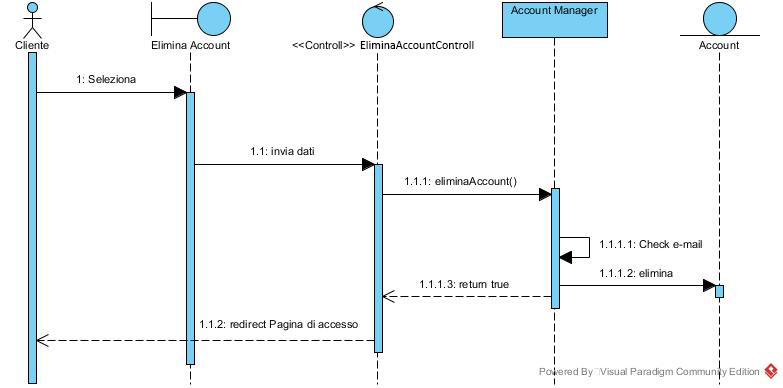 Account Manager
Cliente
Elimina Account
<<Controll>> EliminaAccountControll
Account
1: Seleziona
1.1: invia dati
1.1.1: eliminaAccount()
1.1.1.1: Check e-mail
1.1.1.2: elimina
1.1.1.3: return true
1.1.2: redirect Pagina di accesso
Powered By Visual Paradigm Community Edition